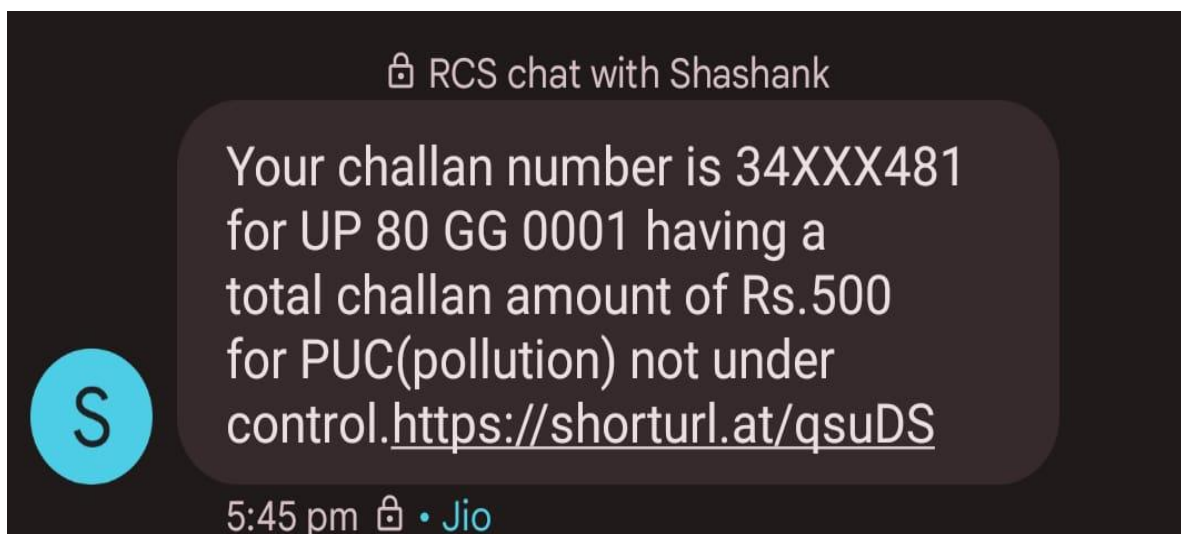 RCS chat with Shashank
Your challan number is 34XXX481
for UP 80 GG 0001 having a
total challan amount of Rs.500
for PUC(pollution) not under
control.https://shorturl.at/qsuDS
S
5:45 pm • Jio